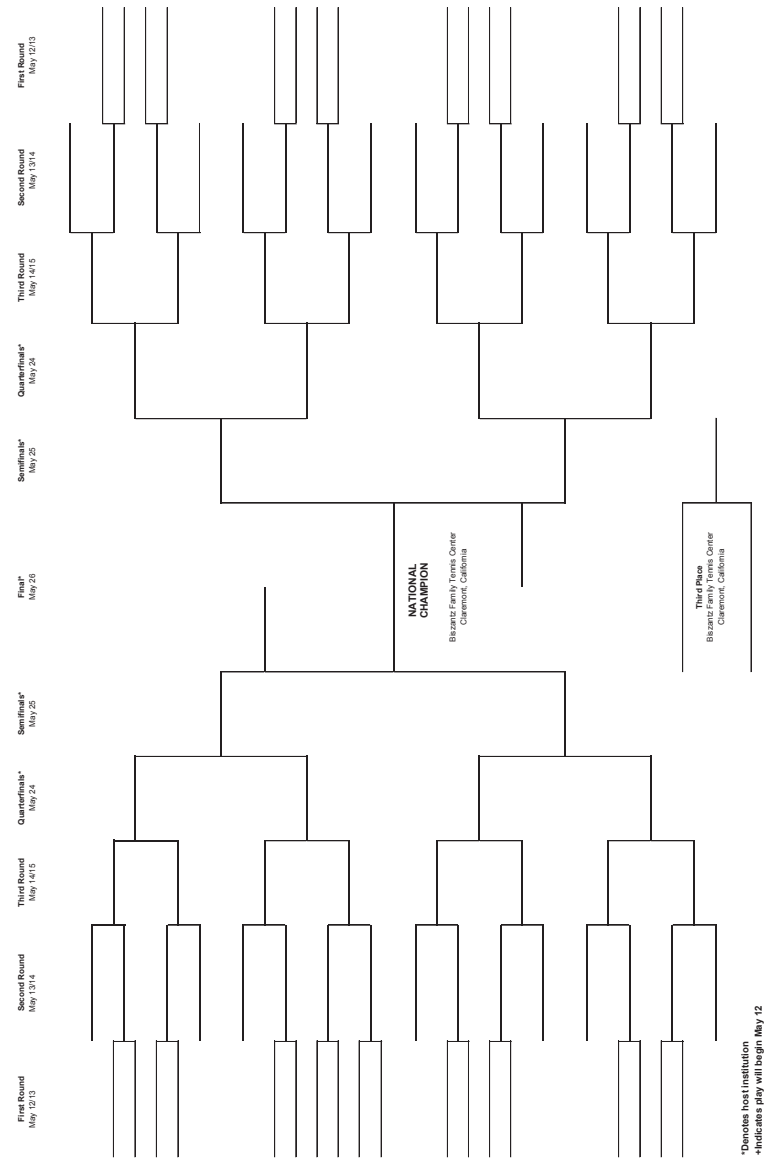 First Round
May 12/13
Second Round
May 13/14
Third Round
May 14/15
Quarterfinals*
May 24
Semifinals*
May 25
Final*
May 26
Semifinals*
May 25
Quarterfinals*
May 24
Third Round
May 14/15
Second Round
May 13/14
First Round
May 12/13
NATIONAL
CHAMPION
Biszantz Family Tennis Center
Claremont, California
Third Place
Biszantz Family Tennis Center
Claremont, California
*Denotes host institution
+Indicates play will begin May 12